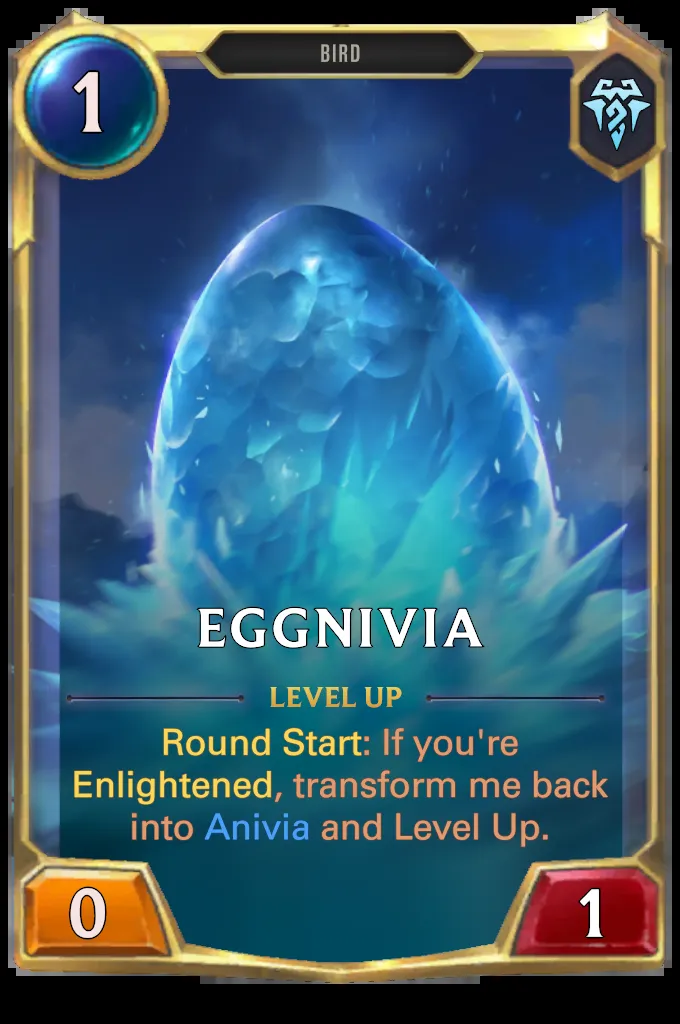 BIRD
1
EGGNIVIA
LEVEL UP
Round Start: If you're
Enlightened, transform me back
into Anivia and Level Up.
0
1